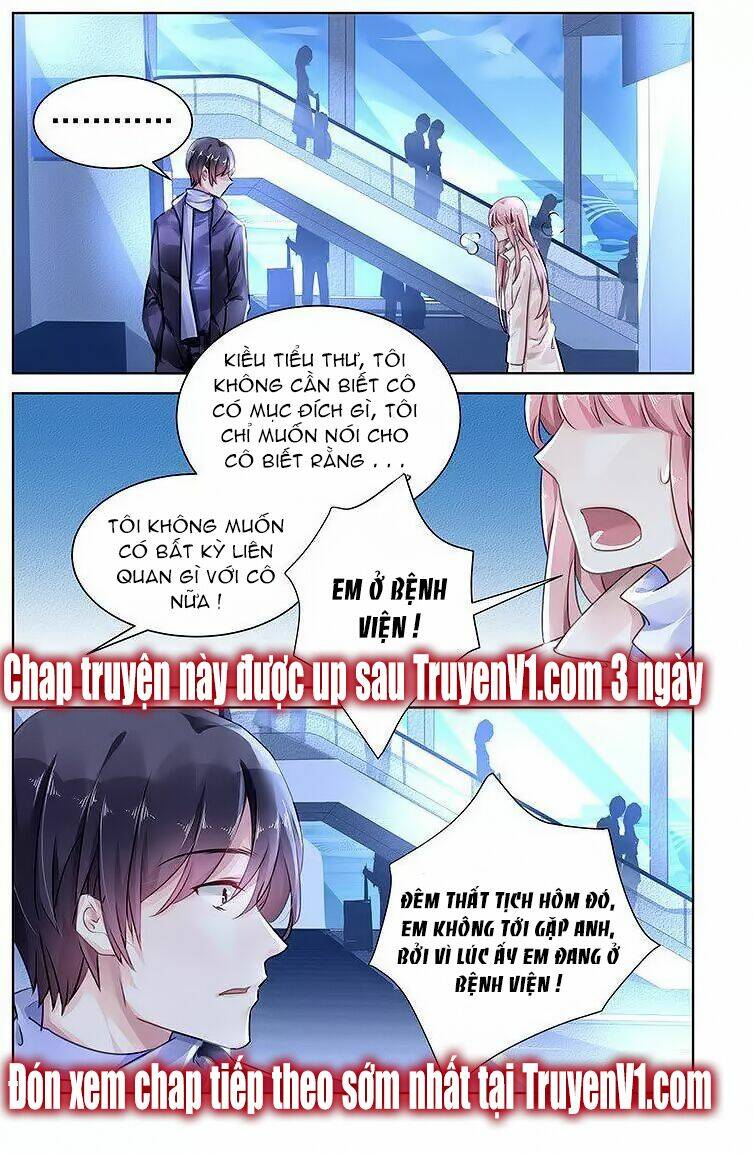 ............
KIỀU TIỂU THƯ, TÔI
KHÔNG CẦN BIẾT CÔ
CÓ MỤC ĐÍCH GÌ, TÔI
CHỈ MUỐN NÓI CHO
CÔ BIẾT RẰNG . . .
TÔI KHÔNG MUỐN
CÓ BẤT KỲ LIÊN
QUAN GÌ VỚI CÔ
NỮA !
EM Ở BỆNH
VIỆN !
Chap truyện này được up sau TruyenV1.com 3 ngày
ĐÊM THẤT TỊCH HÔM ĐÓ,
EM KHÔNG TỚI GẶP ANH,
BỞI VÌ LÚC ẤY EM ĐANG Ở
BỆNH VIỆN !
Đón xem chap tiếp theo sớm nhất tại TruyenV1.com